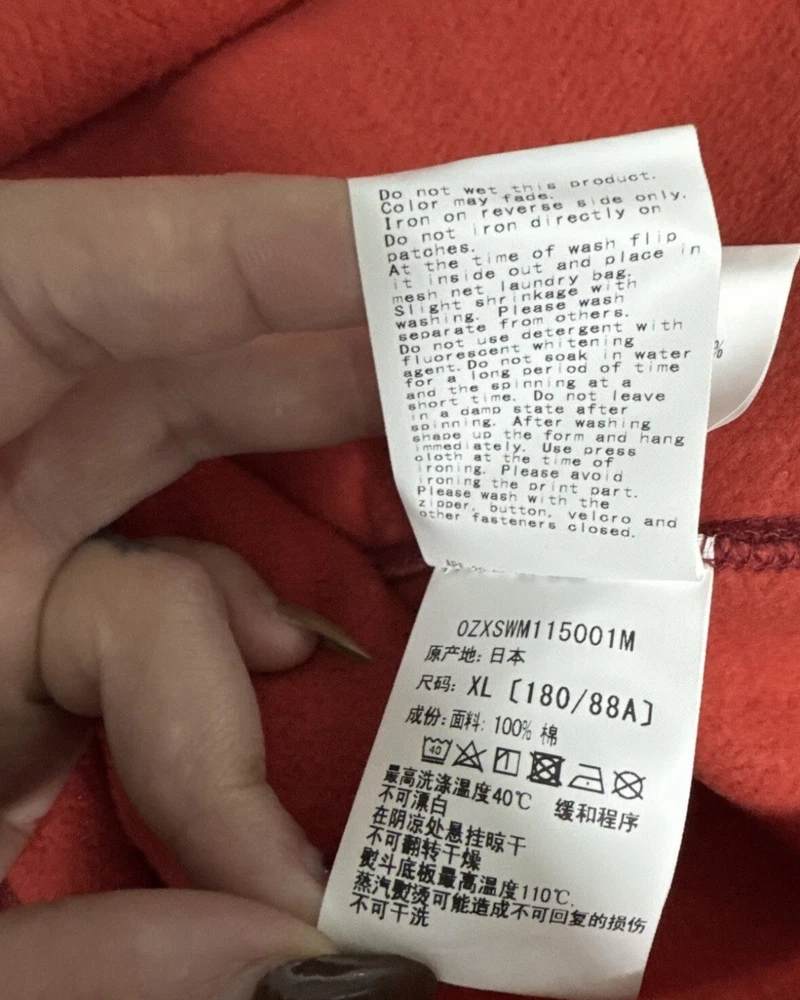 Do not wet this product.
Color may fade.
Iron on reverse side only.
Do not iron directly on
patches.
At the time of wash flip
it inside out and place in
mesh net laundry bag.
Slight shrinkage with
washing. Please wash
separate from others.
Do not use detergent with
fluorescent whitening
agent. Do not soak in water
for a long period of time
and the spinning at a
short time. Do not leave
in a damp state after
spinning. After washing
shape up the form and hang
immediately. Use press
cloth at the time of
ironing. Please avoid
ironing the print part.
Please wash with the
zipper, button, velcro and
other fasteners closed.
%
0ZXSWM115001M
原产地: 日本
尺码: XL [180/88A]
成份: 面料: 100% 棉
40
最高洗涤温度40℃ 缓和程序
不可漂白
在阴凉处悬挂晾干
不可翻转干燥
熨斗底板最高温度110℃.
蒸汽熨烫可能造成不可回复的损伤
不可干洗